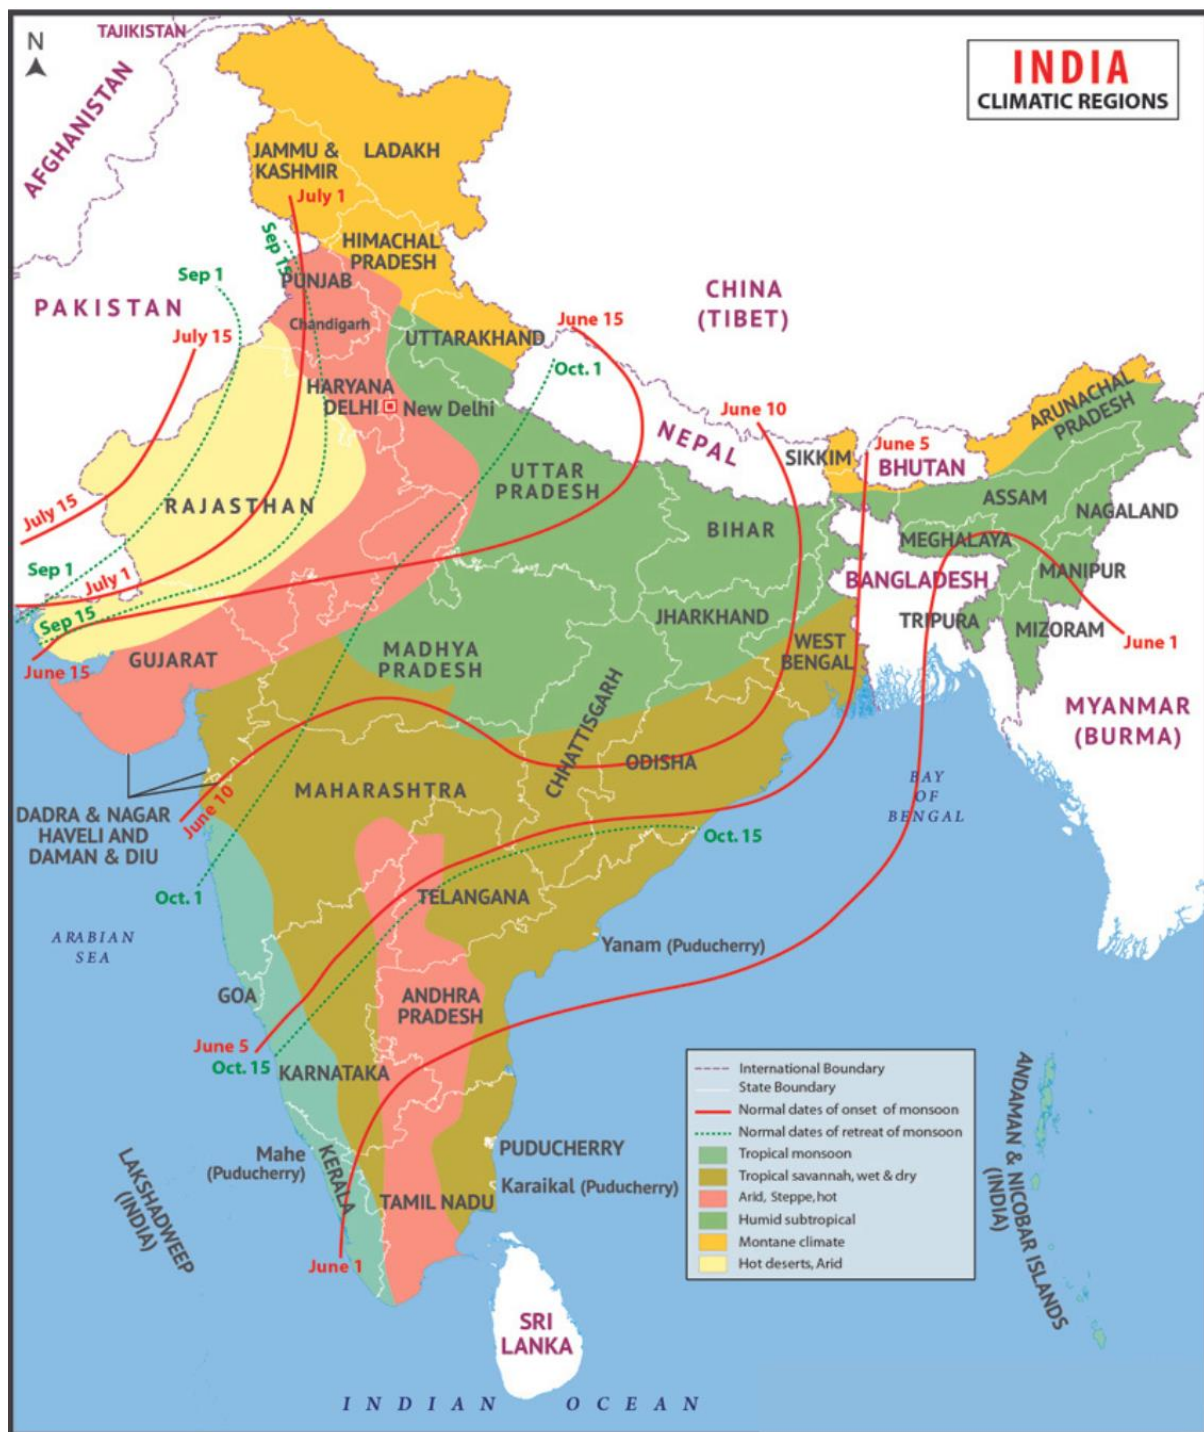 TAJIKISTAN
N
AFGHANISTAN
INDIA
CLIMATIC REGIONS
JAMMU &
KASHMIR
LADAKH
July 1
Sep 15
HIMACHAL
PRADESH
PUNJAB
Sep 1
PAKISTAN
July 15
Chandigarh
UTTARAKHAND
June 15
Oct. 1
CHINA
(TIBET)
HARYANA
DELHI
New Delhi
June 10
NEPAL
SIKKIM
June 5
BHUTAN
ARUNACHAL
PRADESH
RAJASTHAN
UTTAR
PRADESH
BIHAR
ASSAM
NAGALAND
July 15
MEGHALAYA
Sep 1
July 1
BANGLADESH
MANIPUR
Sep 15
JHARKHAND
TRIPURA
MIZORAM
June 1
June 15
GUJARAT
MADHYA
PRADESH
WEST
BENGAL
MYANMAR
(BURMA)
CHHATTISGARH
ODISHA
MAHARASHTRA
BAY
OF
BENGAL
DADRA & NAGAR
HAVELI AND
DAMAN & DIU
June 10
Oct. 15
Oct. 1
TELANGANA
ARABIAN
SEA
Yanam (Puducherry)
GOA
ANDHRA
PRADESH
June 5
Oct. 15
KARNATAKA
Mahe
(Puducherry)
KERALA
PUDUCHERRY
Karaikal (Puducherry)
TAMIL NADU
LAKSHADWEEP
(INDIA)
June 1
SRI
LANKA
ANDAMAN & NICOBAR ISLANDS
(INDIA)
International Boundary
State Boundary
Normal dates of onset of monsoon
Normal dates of retreat of monsoon
Tropical monsoon
Tropical savannah, wet & dry
Arid, Steppe, hot
Humid subtropical
Montane climate
Hot deserts, Arid
INDIAN OCEAN